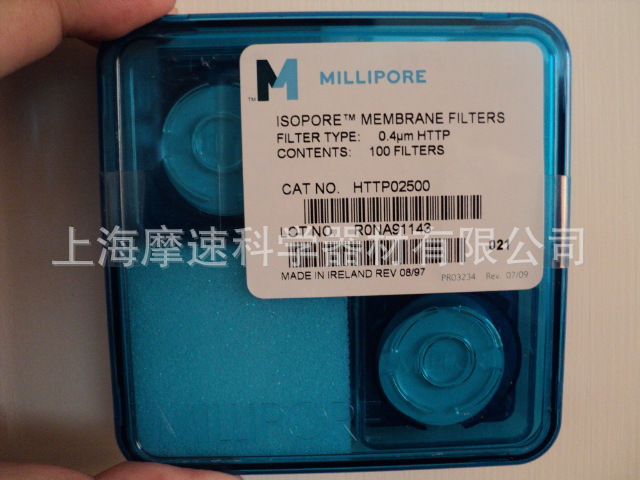 M MILLIPORE
™
ISOPORE™ MEMBRANE FILTERS
FILTER TYPE: 0.4µm HTTP
CONTENTS: 100 FILTERS
CAT NO. HTTP02500
LOT NO. R0NA91143
上海摩速科学器材有限公司
021
MADE IN IRELAND REV 08/97
PR03234 Rev. 07/09
MILLIPORE